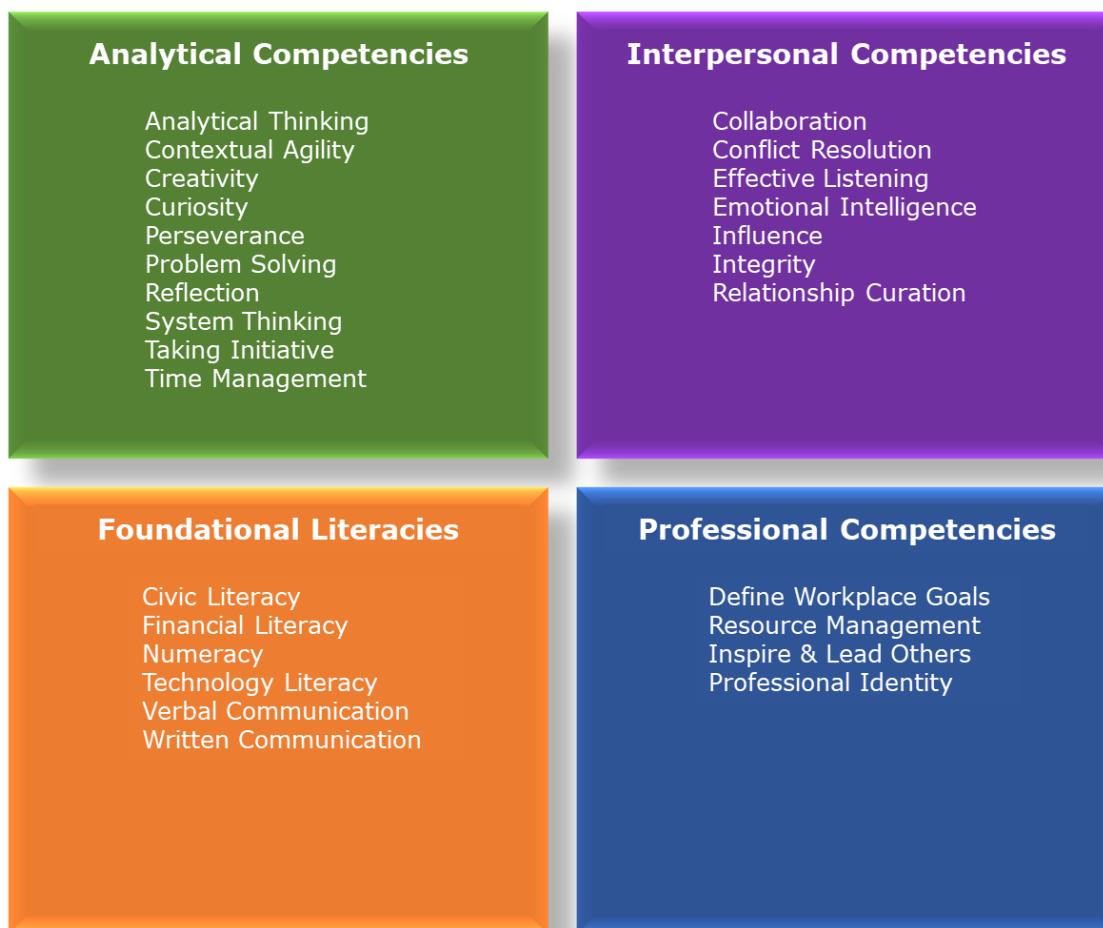 Analytical Competencies
Analytical Thinking
Contextual Agility
Creativity
Curiosity
Perseverance
Problem Solving
Reflection
System Thinking
Taking Initiative
Time Management
Interpersonal Competencies
Collaboration
Conflict Resolution
Effective Listening
Emotional Intelligence
Influence
Integrity
Relationship Curation
Foundational Literacies
Civic Literacy
Financial Literacy
Numeracy
Technology Literacy
Verbal Communication
Written Communication
Professional Competencies
Define Workplace Goals
Resource Management
Inspire & Lead Others
Professional Identity